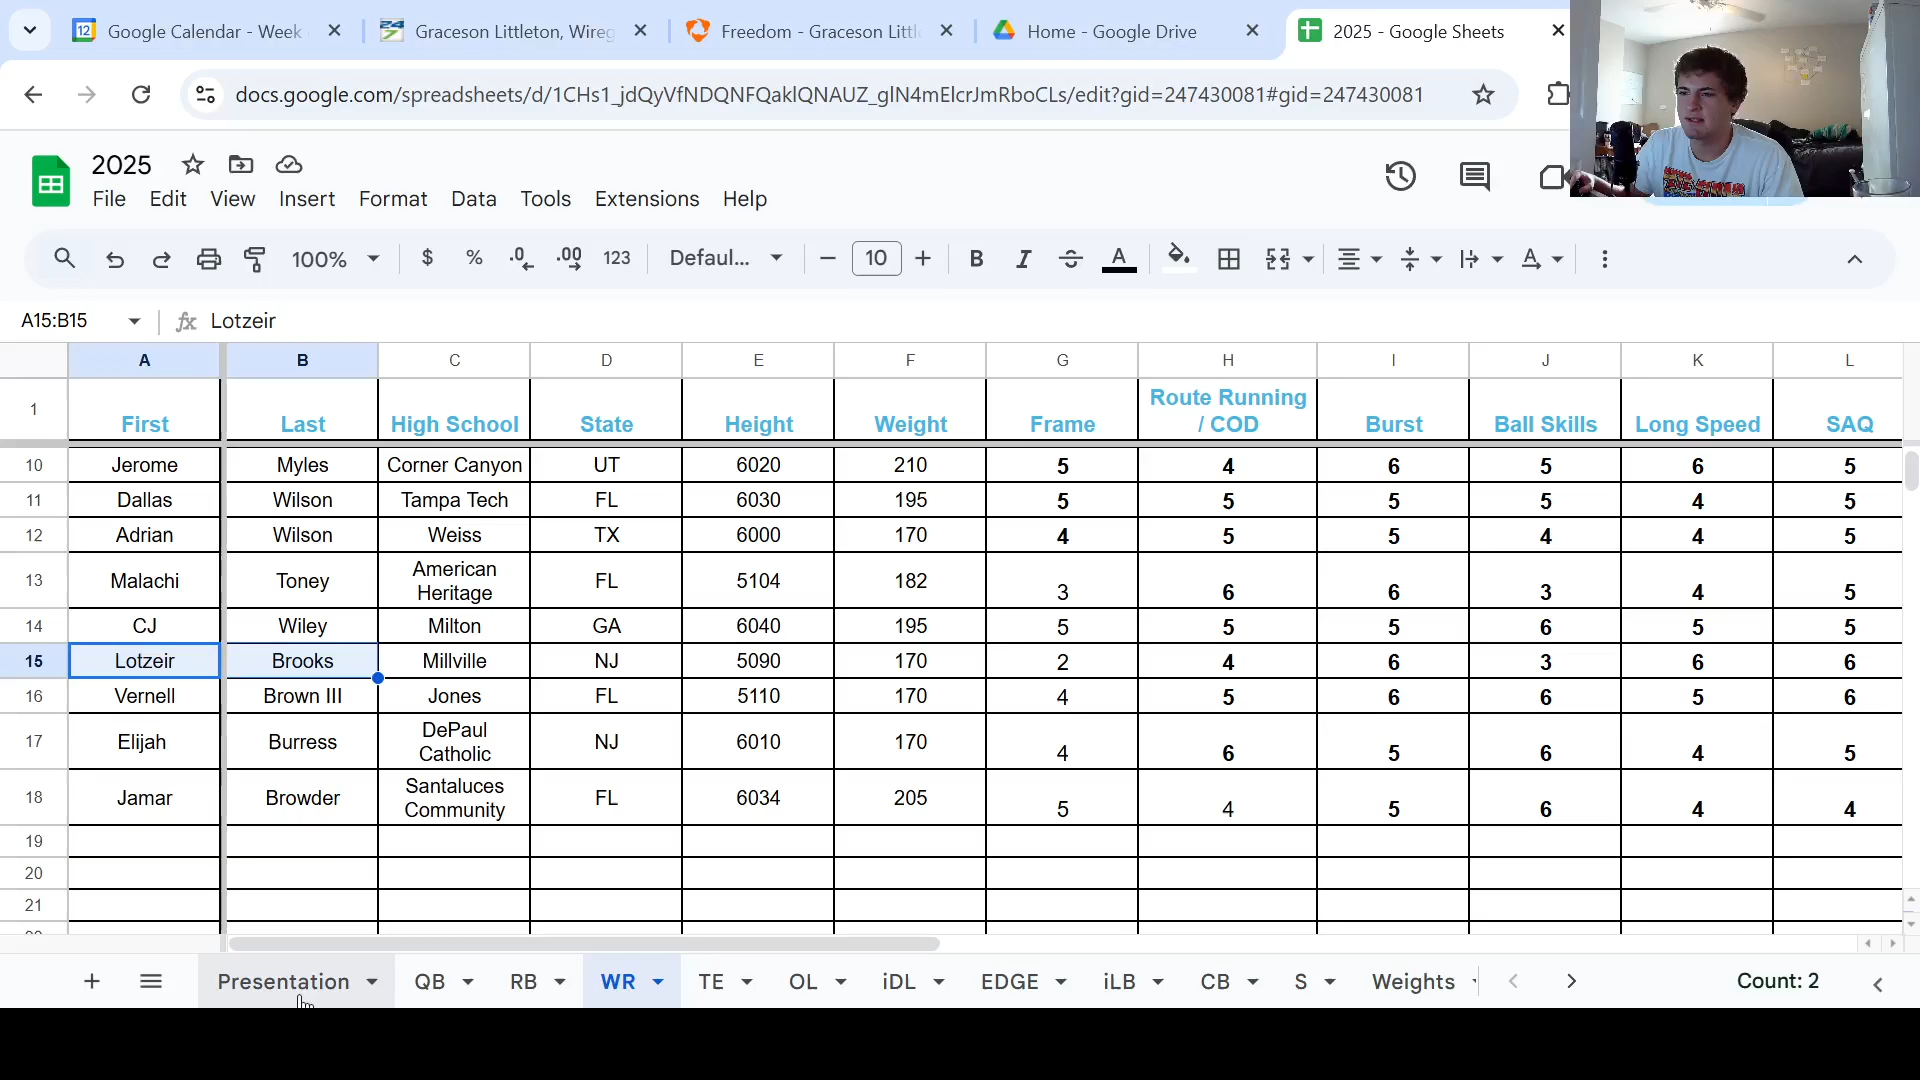 12 Google Calendar - Week
Graceson Littleton, Wireg
Freedom - Graceson Littl
Home - Google Drive
2025 - Google Sheets
docs.google.com/spreadsheets/d/1CHs1_jdQyVfNDQNFQaklQNAUZ_glN4mElcrJmRboCLs/edit?gid=247430081#gid=247430081
2025
File Edit View Insert Format Data Tools Extensions Help
100% $ % .0 .00 123 Defaul... − 10 + B I A
A15:B15 fx Lotzeir
A B C D E F G H I J K L
1 First Last High School State Height Weight Frame Route Running / COD Burst Ball Skills Long Speed SAQ
10 Jerome Myles Corner Canyon UT 6020 210 5 4 6 5 6 5
11 Dallas Wilson Tampa Tech FL 6030 195 5 5 5 5 4 5
12 Adrian Wilson Weiss TX 6000 170 4 5 5 4 4 5
13 Malachi Toney American Heritage FL 5104 182 3 6 6 3 4 5
14 CJ Wiley Milton GA 6040 195 5 5 5 6 5 5
15 Lotzeir Brooks Millville NJ 5090 170 2 4 6 3 6 6
16 Vernell Brown III Jones FL 5110 170 4 5 6 6 5 6
17 Elijah Burress DePaul Catholic NJ 6010 170 4 6 5 6 4 5
18 Jamar Browder Santaluces Community FL 6034 205 5 4 5 6 4 4
19
20
21
Presentation QB RB WR TE OL iDL EDGE iLB CB S Weights Count: 2